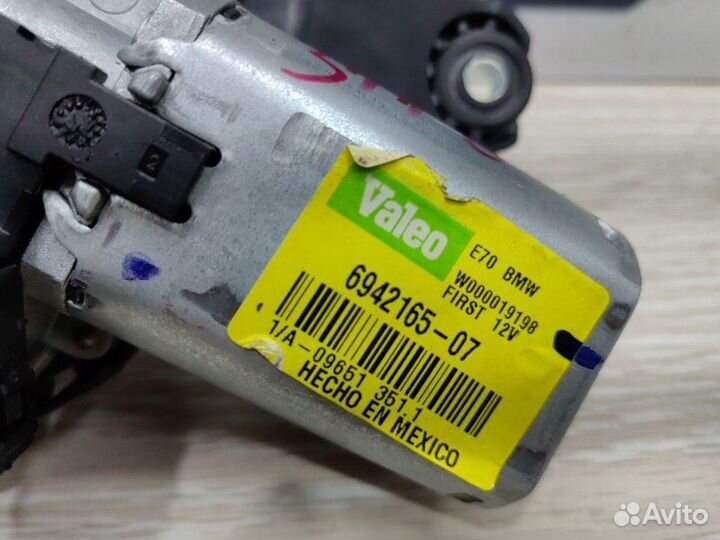 Valeo
E70 BMW
W000019198
FIRST 12V
6942165-07
1/A-09651 351.1
HECHO EN MEXICO
2
Avito